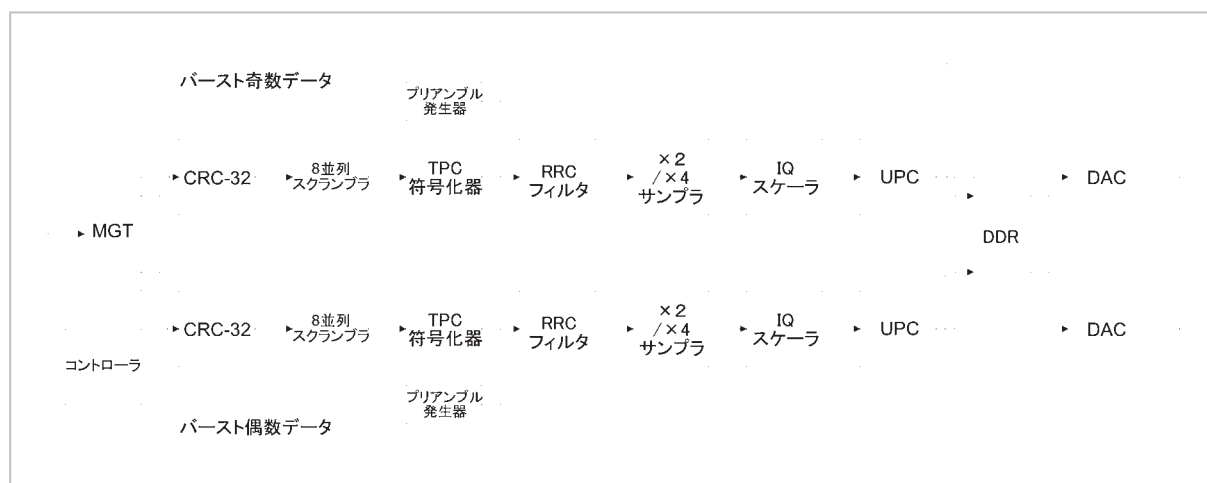 バースト奇数データ
プリアンブル
発生器
CRC-32
8並列
スクランブラ
TPC
符号化器
RRC
フィルタ
×2
/×4
サンプラ
IQ
スケーラ
UPC
DAC
MGT
DDR
CRC-32
8並列
スクランブラ
TPC
符号化器
RRC
フィルタ
×2
/×4
サンプラ
IQ
スケーラ
UPC
DAC
コントローラ
プリアンブル
発生器
バースト偶数データ